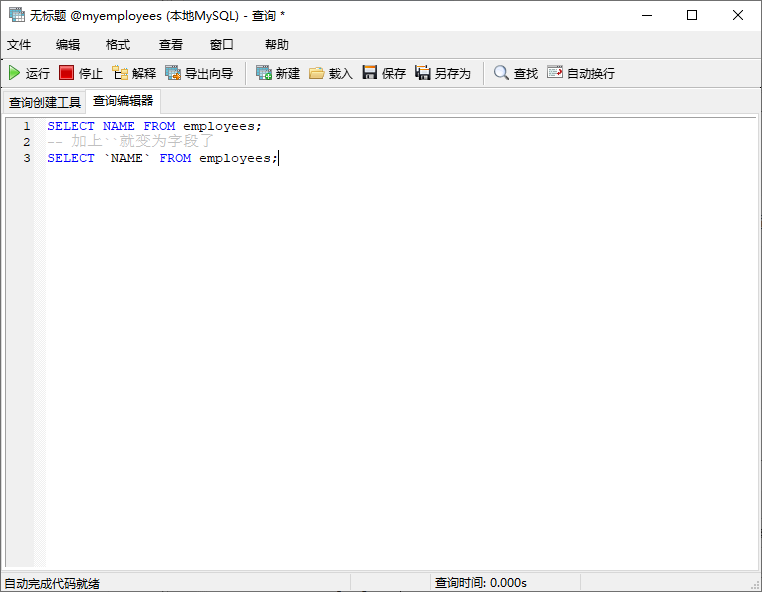 无标题 @myemployees (本地MySQL) - 查询 *
文件 编辑 格式 查看 窗口 帮助
运行 停止 解释 导出向导 新建 载入 保存 另存为 查找 自动换行
查询创建工具 查询编辑器
1 SELECT NAME FROM employees;
2 -- 加上``就变为字段了
3 SELECT `NAME` FROM employees;
自动完成代码就绪 查询时间: 0.000s